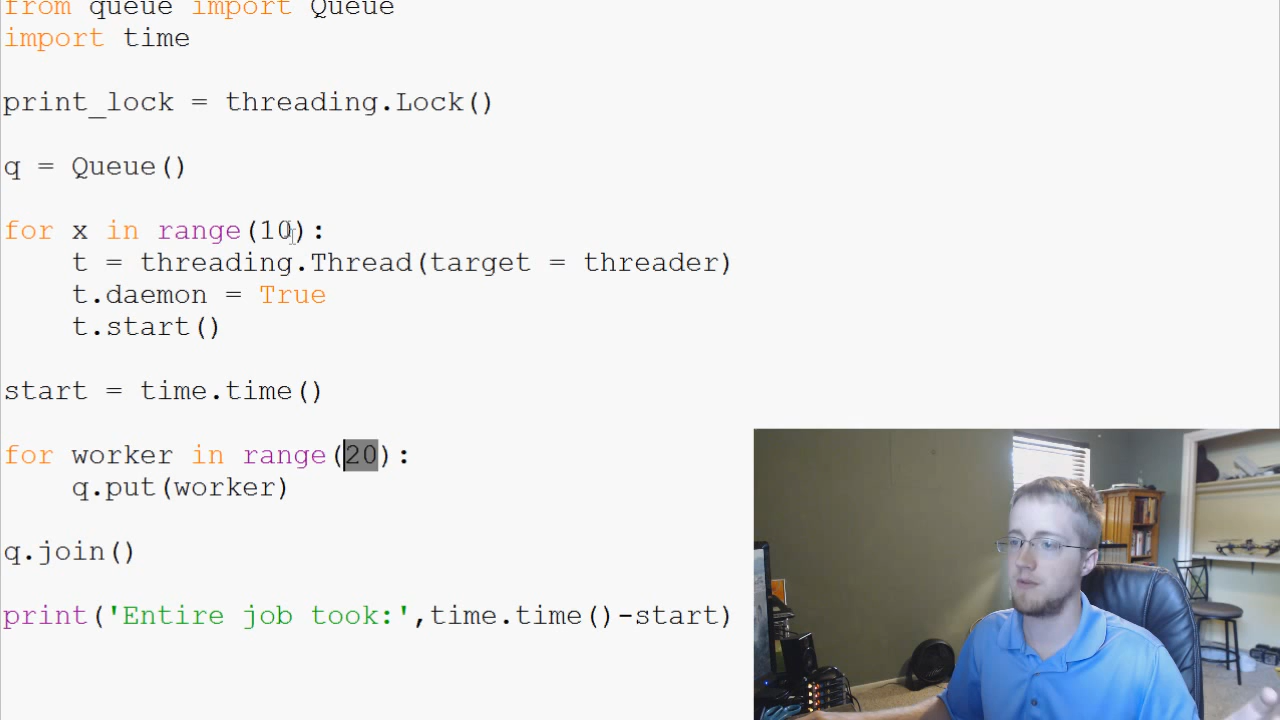 from queue import Queue
import time
print_lock = threading.Lock()
q = Queue()
for x in range(10):
t = threading.Thread(target = threader)
t.daemon = True
t.start()
start = time.time()
for worker in range(20):
q.put(worker)
q.join()
print('Entire job took:',time.time()-start)